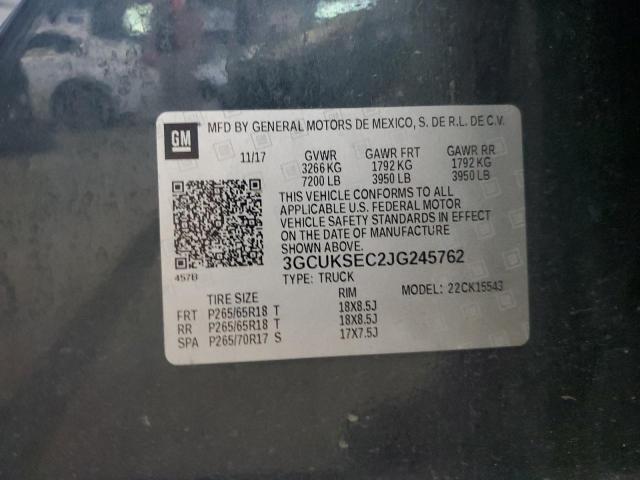 GM MFD BY GENERAL MOTORS DE MEXICO, S. DE R.L. DE C.V.
11/17 GVWR GAWR FRT GAWR RR
3266 KG 1792 KG 1792 KG
7200 LB 3950 LB 3950 LB
THIS VEHICLE CONFORMS TO ALL
APPLICABLE U.S. FEDERAL MOTOR
VEHICLE SAFETY STANDARDS IN EFFECT
ON THE DATE OF MANUFACTURE
SHOWN ABOVE.
3GCUKSEC2JG245762
457B
TYPE: TRUCK MODEL: 22CK15543
TIRE SIZE RIM
FRT P265/65R18 T 18X8.5J
RR P265/65R18 T 18X8.5J
SPA P265/70R17 S 17X7.5J